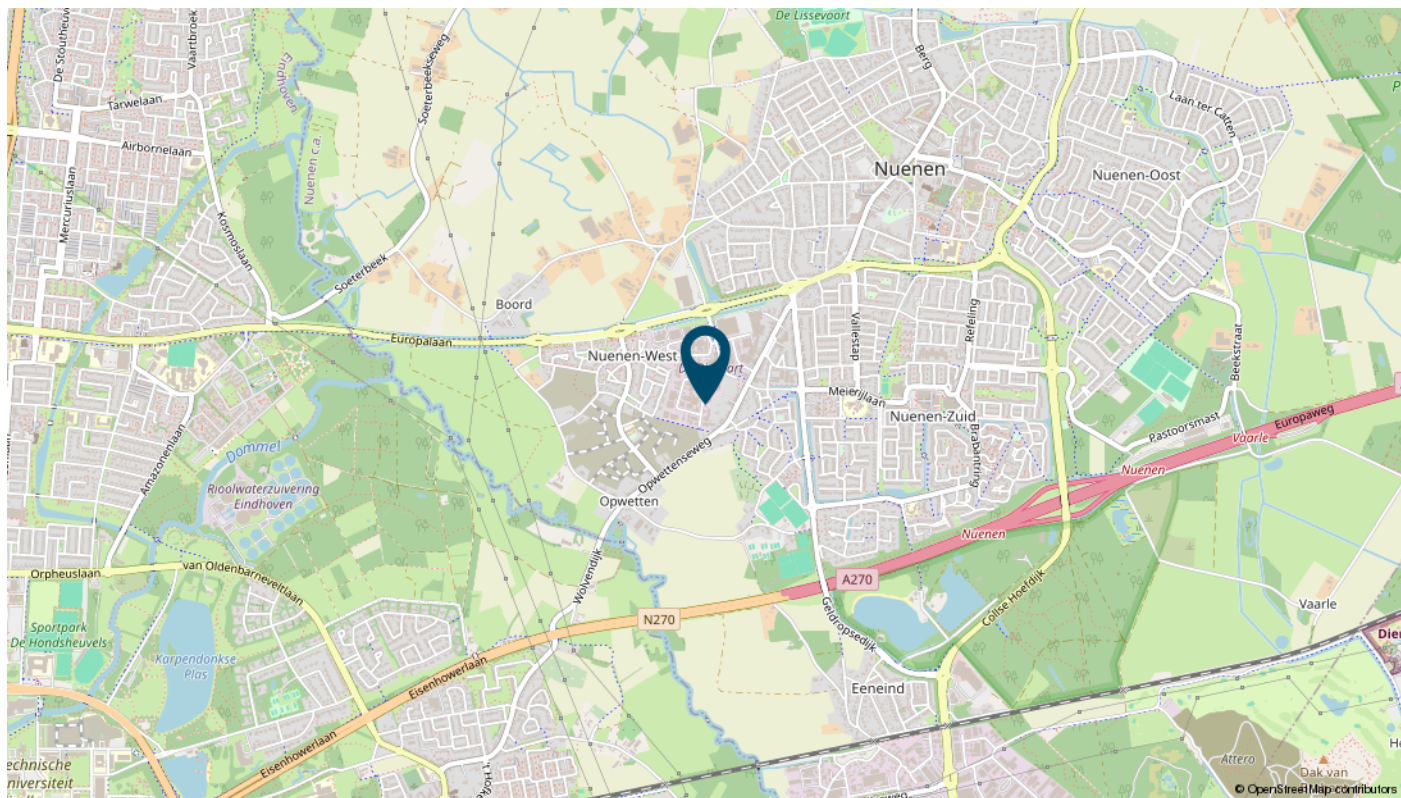 De Lissevoort
De Stoutheuvel
Vaartbroek
Eindhoven
Soeterbeekseweg
Berg
Tarwelaan
Laan ter Catten
Airbornelaan
Nuenen c.a.
Nuenen
Nuenen-Oost
Mercuriuslaan
Kosmoslaan
Soeterbeek
Boord
Refeling
Vallestap
Europalaan
Nuenen-West
Beekstraat
Meierijlaan
Nuenen-Zuid
Pastoorsmast
Europaweg
Vaarle
Amazonenlaan
Dommel
Opwettenseweg
Brabantring
Nuenen
Rioolwaterzuivering
Eindhoven
Opwetten
Nuenen
Orpheuslaan
van Oldenbarneveltlaan
Wolvendijk
A270
N270
Geldropsedijk
Collse Hoefdijk
Vaarle
Sportpark
De Hondsheuvels
Karpendonkse
Plas
Eisenhowerlaan
Eeneind
Eisenhowerlaan
echnische
niversiteit
Attero
Dak van
© OpenStreetMap contributors